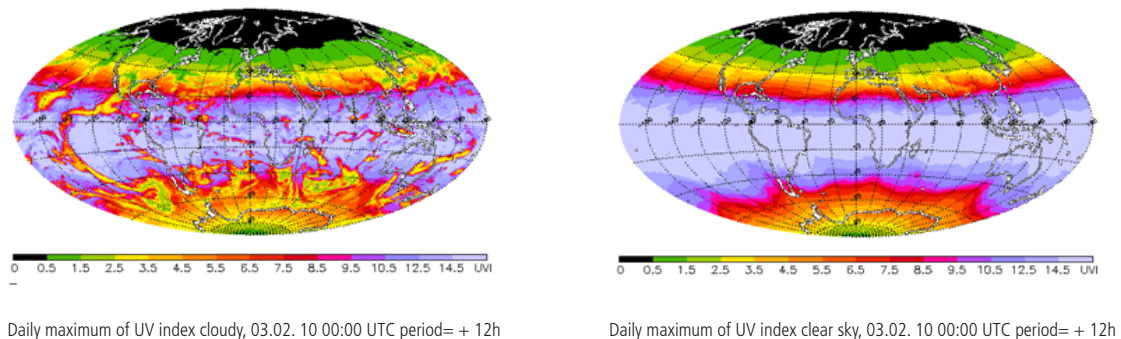 0 0.5 1.5 2.5 3.5 4.5 5.5 6.5 7.5 8.5 9.5 10.5 12.5 14.5 UVI
0 0.5 1.5 2.5 3.5 4.5 5.5 6.5 7.5 8.5 9.5 10.5 12.5 14.5 UVI
Daily maximum of UV index cloudy, 03.02. 10 00:00 UTC period= + 12h
Daily maximum of UV index clear sky, 03.02. 10 00:00 UTC period= + 12h